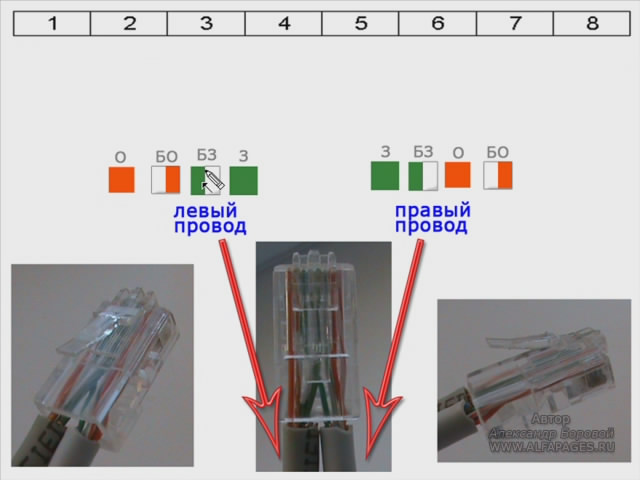 1 2 3 4 5 6 7 8
О БО БЗ З
З БЗ О БО
левый
провод
правый
провод
Автор
Александр Боровой
WWW.ALFAPAGES.RU